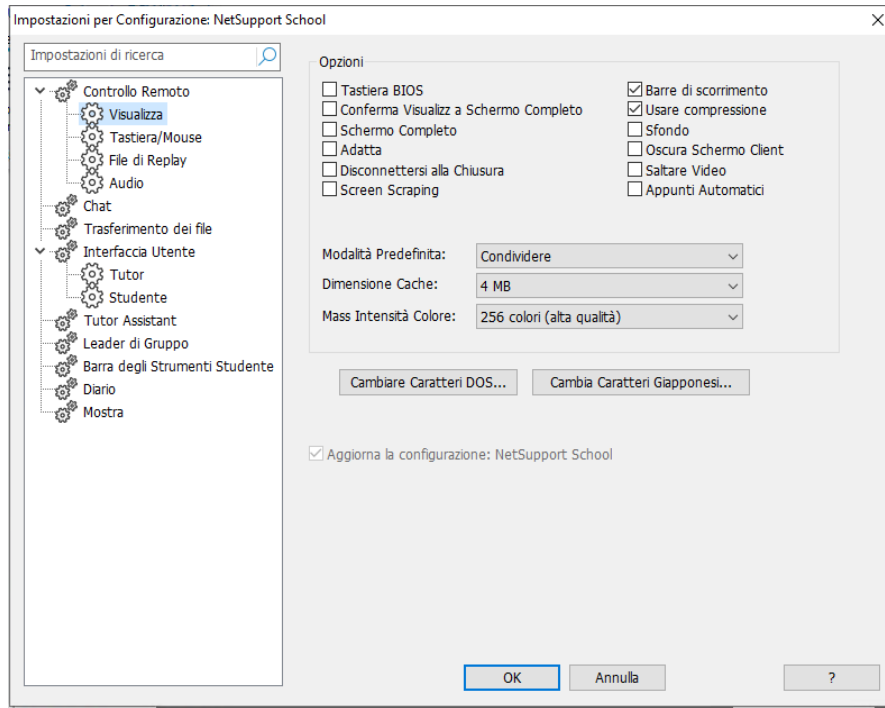 Impostazioni per Configurazione: NetSupport School
Impostazioni di ricerca
Controllo Remoto
Visualizza
Tastiera/Mouse
File di Replay
Audio
Chat
Trasferimento dei file
Interfaccia Utente
Tutor
Studente
Tutor Assistant
Leader di Gruppo
Barra degli Strumenti Studente
Diario
Mostra
Opzioni
Tastiera BIOS
Conferma Visualizz a Schermo Completo
Schermo Completo
Adatta
Disconnettersi alla Chiusura
Screen Scraping
Barre di scorrimento
Usare compressione
Sfondo
Oscura Schermo Client
Saltare Video
Appunti Automatici
Modalità Predefinita: Condividere
Dimensione Cache: 4 MB
Mass Intensità Colore: 256 colori (alta qualità)
Cambiare Caratteri DOS... Cambia Caratteri Giapponesi...
Aggiorna la configurazione: NetSupport School
OK Annulla ?